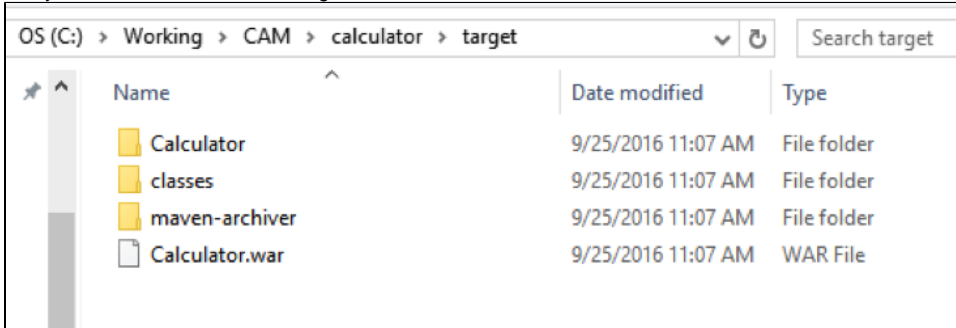 OS (C:) > Working > CAM > calculator > target Search target
Name Date modified Type
Calculator 9/25/2016 11:07 AM File folder
classes 9/25/2016 11:07 AM File folder
maven-archiver 9/25/2016 11:07 AM File folder
Calculator.war 9/25/2016 11:07 AM WAR File